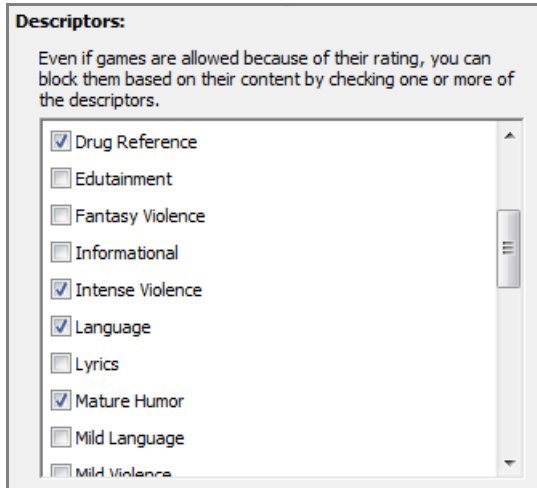 Descriptors:
Even if games are allowed because of their rating, you can
block them based on their content by checking one or more of
the descriptors.
Drug Reference
Edutainment
Fantasy Violence
Informational
Intense Violence
Language
Lyrics
Mature Humor
Mild Language
Mild Violence